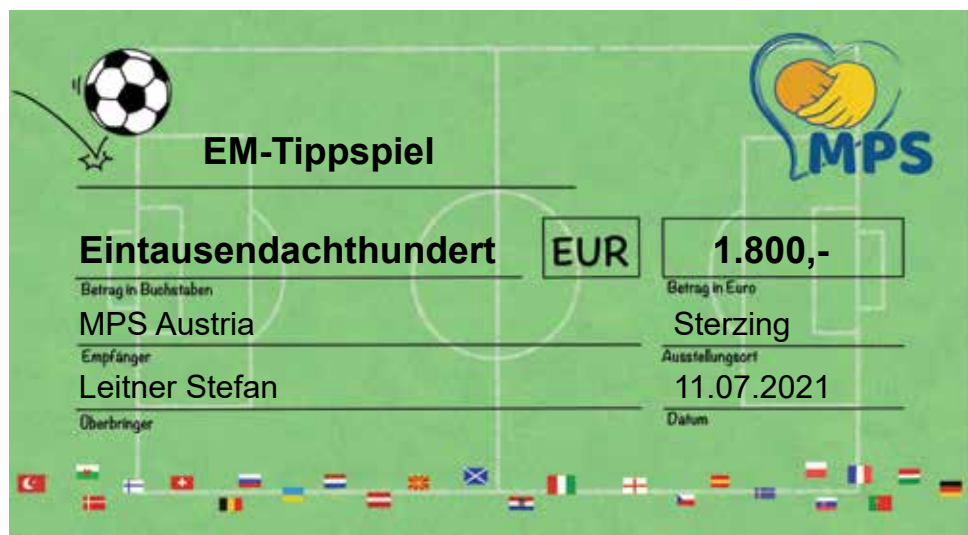 MPS
EM-Tippspiel
Eintausendachthundert EUR 1.800,-
Betrag in Buchstaben Betrag in Euro
MPS Austria Sterzing
Empfänger Ausstellungsort
Leitner Stefan 11.07.2021
Überbringer Datum